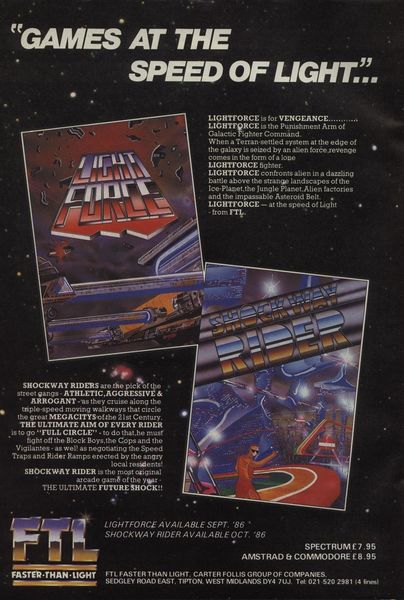 "GAMES AT THE
SPEED OF LIGHT"...
LIGHTFORCE is for VENGEANCE...........
LIGHTFORCE is the Punishment Arm of
Galactic Fighter Command.
When a Terran-settled system at the edge of
the galaxy is seized by an alien force,revenge
comes in the form of a lone
LIGHTFORCE fighter.
LIGHTFORCE confronts alien in a dazzling
battle above the strange landscapes of the
Ice-Planet,the Jungle Planet,Alien factories
and the impassable Asteroid Belt.
LIGHTFORCE — at the speed of Light
-from FTL.
LIGHT
FORCE
SHOCKWAY
RIDER
SHOCKWAY RIDERS are the pick of the
street gangs - ATHLETIC,AGGRESSIVE &
ARROGANT -as they cruise along the
triple-speed moving walkways that circle
the great MEGACITYS of the 21st Century.
THE ULTIMATE AIM OF EVERY RIDER
is to go "FULL CIRCLE" - to do that,he must
fight off the Block Boys,the Cops and the
Vigilantes - as well as negotiating the Speed
Traps and Rider Ramps erected by the angry
local residents!
SHOCKWAY RIDER is the most original
arcade game of the year -
THE ULTIMATE FUTURE SHOCK!!
FTL
FASTER·THAN·LIGHT
LIGHTFORCE AVAILABLE SEPT. '86
SHOCKWAY RIDER AVAILABLE OCT. '86
SPECTRUM £7.95
AMSTRAD & COMMODORE £8.95
FTL FASTER THAN LIGHT, CARTER FOLLIS GROUP OF COMPANIES,
SEDGLEY ROAD EAST, TIPTON, WEST MIDLANDS DY4 7UJ. Tel: 021-520 2981 (4 lines)